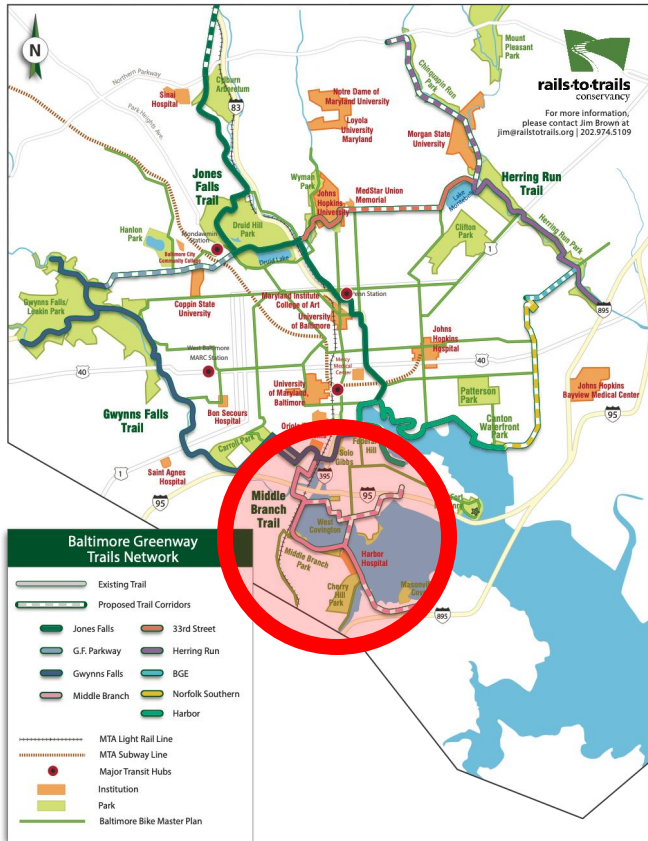 N
Mount
Pleasant
Park
rails·to·trails
conservancy
For more information,
please contact Jim Brown at
jim@railstotrails.org | 202.974.5109
Northern Parkway
Park Heights Ave.
Sinai
Hospital
Cylburn
Arboretum
83
Notre Dame of
Maryland University
Loyola
University
Maryland
Chinquapin Run
Park
Morgan State
University
Jones
Falls
Trail
Wyman
Park
Johns
Hopkins
University
MedStar Union
Memorial
Lake
Montebello
Herring Run
Trail
Herring Run Park
Hanlon
Park
Mondawmin
Station
Baltimore City
Community College
Druid Hill
Park
Druid Lake
Clifton
Park
1
Gwynns Falls/
Leakin Park
Coppin State
University
Maryland Institute
College of Art
Penn Station
University
of Baltimore
895
West Baltimore
MARC Station
40
Mercy
Medical
Center
Johns
Hopkins
Hospital
40
University
of Maryland,
Baltimore
Patterson
Park
Johns Hopkins
Bayview Medical Center
Gwynns Falls
Trail
Bon Secours
Hospital
Canton
Waterfront
Park
95
Carroll Park
Federal
Hill
Solo
Gibbs
395
1
Saint Agnes
Hospital
95
Middle
Branch
Trail
95
West
Covington
Middle Branch
Park
Harbor
Hospital
Cherry
Hill
Park
895
Baltimore Greenway
Trails Network
Existing Trail
Proposed Trail Corridors
Jones Falls
33rd Street
G.F. Parkway
Herring Run
Gwynns Falls
BGE
Middle Branch
Norfolk Southern
Harbor
MTA Light Rail Line
MTA Subway Line
Major Transit Hubs
Institution
Park
Baltimore Bike Master Plan